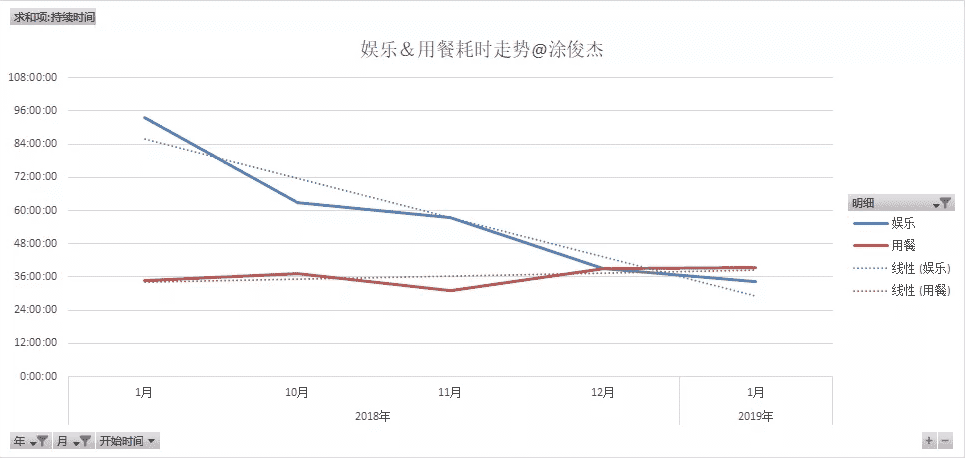 求和项:持续时间
娱乐＆用餐耗时走势@涂俊杰
108:00:00
96:00:00
84:00:00
72:00:00
60:00:00
48:00:00
36:00:00
24:00:00
12:00:00
0:00:00
1月 10月 11月 12月 1月
2018年 2019年
明细
娱乐
用餐
线性 (娱乐)
线性 (用餐)
年 月 开始时间